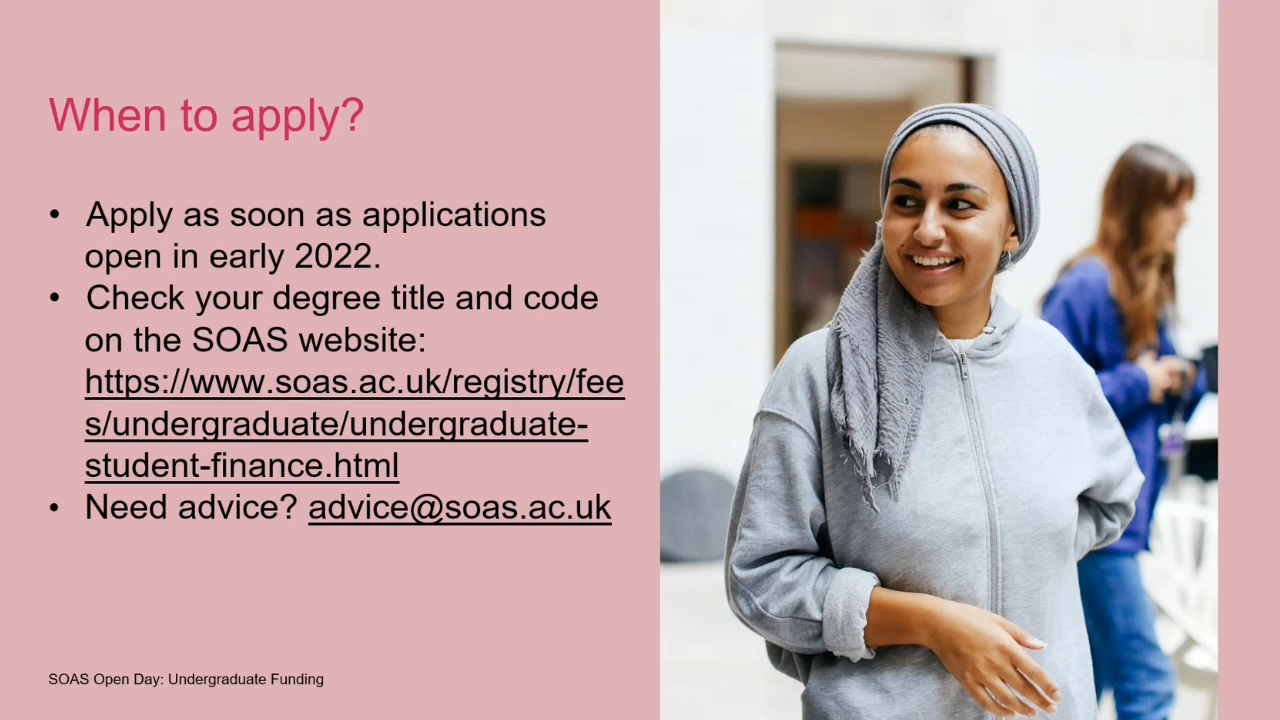 When to apply?
• Apply as soon as applications
open in early 2022.
• Check your degree title and code
on the SOAS website:
https://www.soas.ac.uk/registry/fee
s/undergraduate/undergraduate-
student-finance.html
• Need advice? advice@soas.ac.uk
SOAS Open Day: Undergraduate Funding